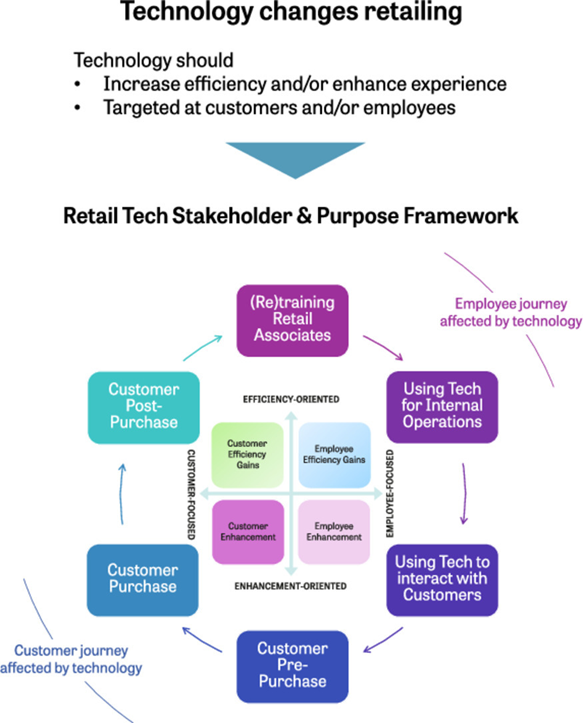 Technology changes retailing
Technology should
• Increase efficiency and/or enhance experience
• Targeted at customers and/or employees
Retail Tech Stakeholder & Purpose Framework
Employee journey
affected by technology
(Re)training
Retail
Associates
Customer
Post-
Purchase
Using Tech
for Internal
Operations
EFFICIENCY-ORIENTED
Customer
Efficiency
Gains
Employee
Efficiency Gains
CUSTOMER-FOCUSED
EMPLOYEE-FOCUSED
Customer
Enhancement
Employee
Enhancement
ENHANCEMENT-ORIENTED
Customer
Purchase
Using Tech to
interact with
Customers
Customer
Pre-
Purchase
Customer journey
affected by technology